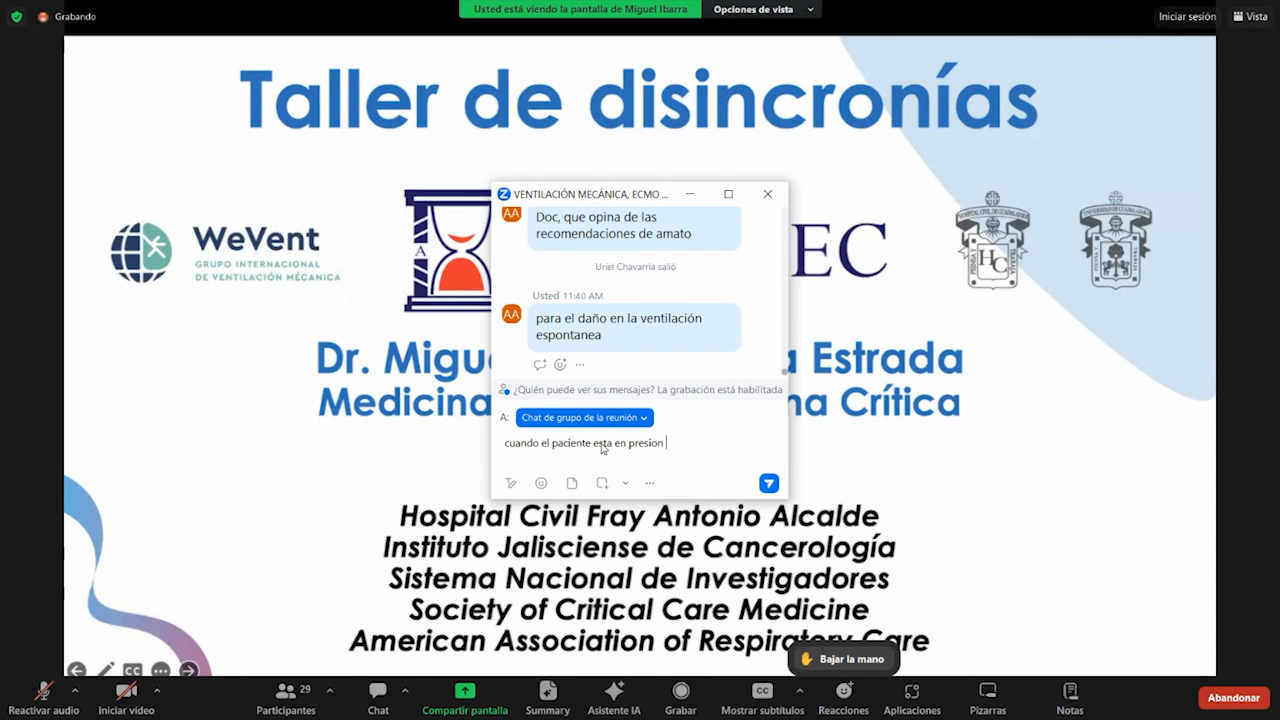 Grabando
Usted está viendo la pantalla de Miguel Ibarra
Opciones de vista
Iniciar sesión
Vista
Taller de disincronías
WeVent
GRUPO INTERNACIONAL
DE VENTILACIÓN MÉCANICA
A
EC
HC
VENTILACIÓN MECÁNICA, ECMO ...
AA
Doc, que opina de las
recomendaciones de amato
Uriel Chavarria salió
Usted 11:40 AM
AA
para el daño en la ventilación
espontanea
¿Quién puede ver sus mensajes? La grabación está habilitada
A:
Chat de grupo de la reunión
cuando el paciente esta en presion
Dr. Migu
a Estrada
Medicina
na Crítica
Hospital Civil Fray Antonio Alcalde
Instituto Jalisciense de Cancerología
Sistema Nacional de Investigadores
Society of Critical Care Medicine
American Association of Respiratory Care
Bajar la mano
CC
Reactivar audio
Iniciar vídeo
29
Participantes
Chat
Compartir pantalla
Summary
Asistente IA
Grabar
CC
Mostrar subtítulos
Reacciones
Aplicaciones
Pizarras
Notas
Abandonar